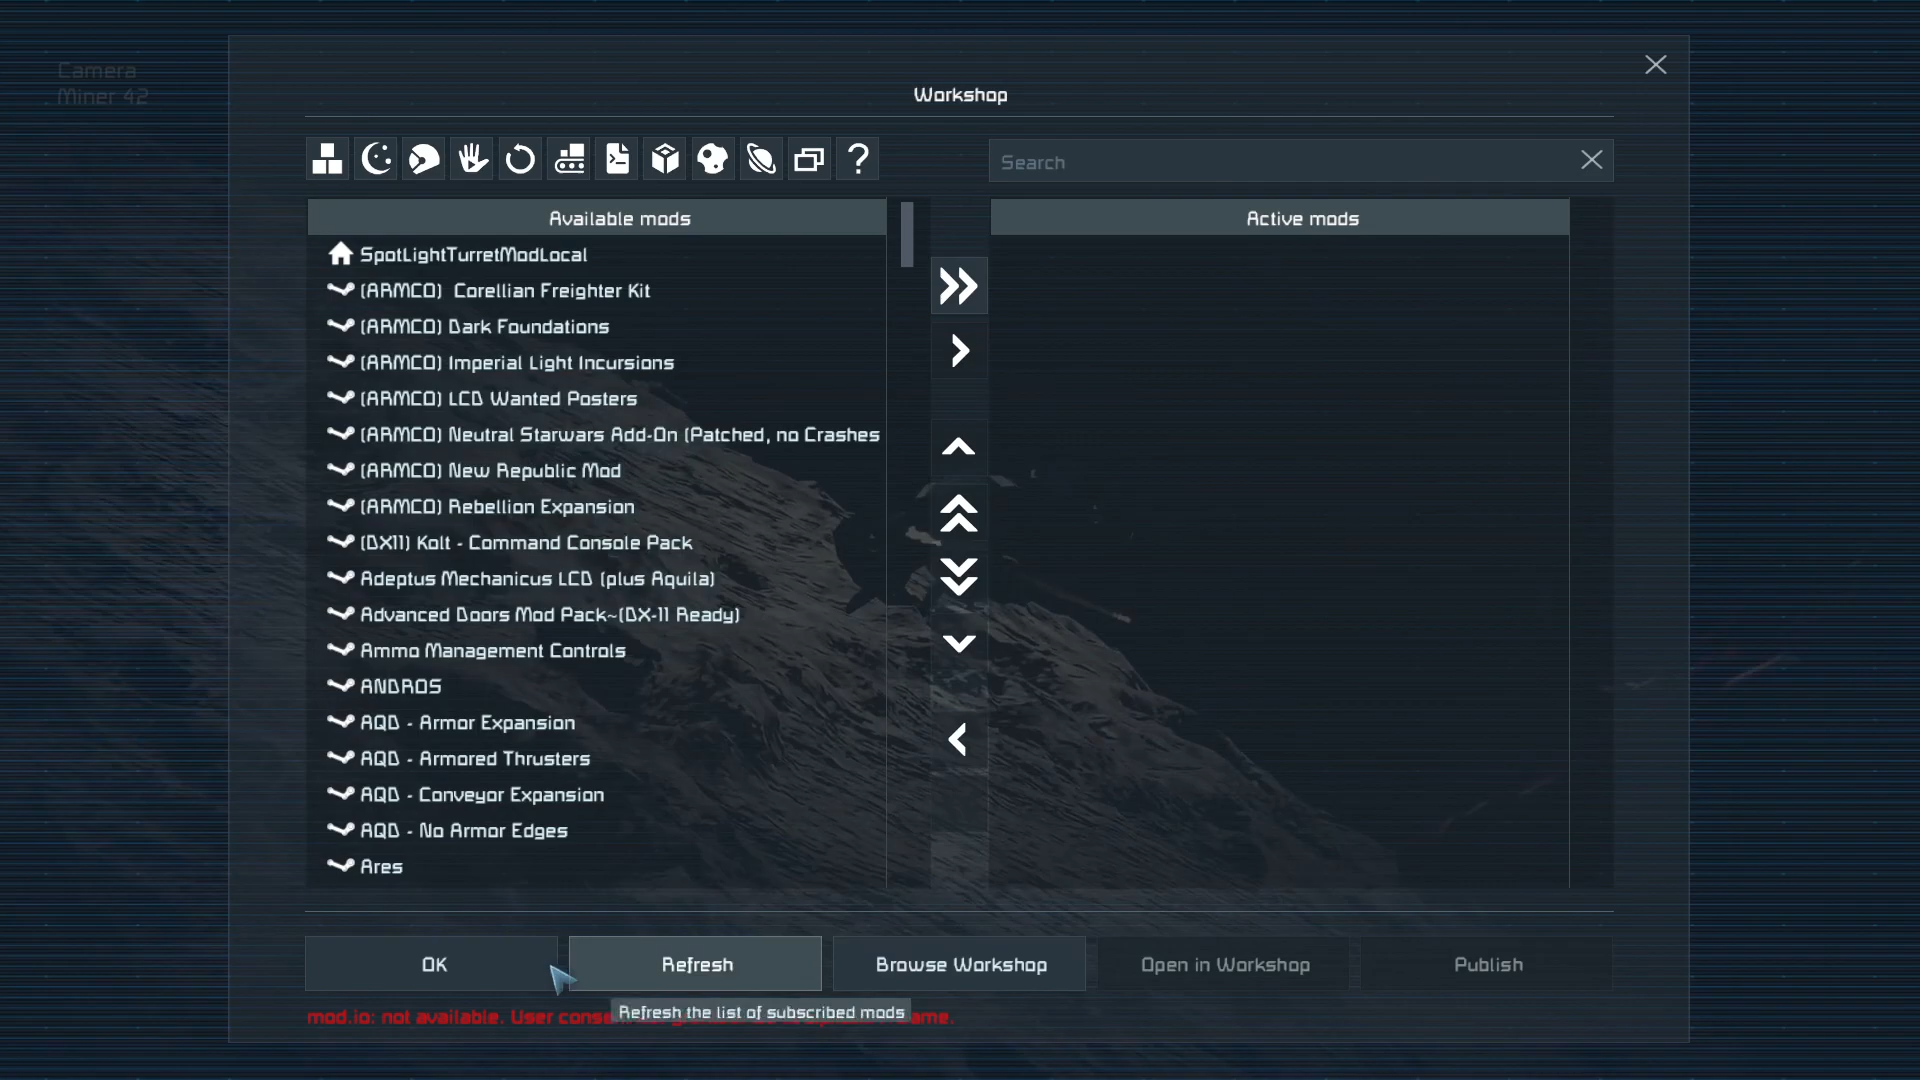 Camera
Miner 42
Workshop
Search
Available mods
Active mods
SpotLightTurretModLocal
(ARMCO)  Corellian Freighter Kit
(ARMCO) Dark Foundations
(ARMCO) Imperial Light Incursions
(ARMCO) LCD Wanted Posters
(ARMCO) Neutral Starwars Add-On (Patched, no Crashes
(ARMCO) New Republic Mod
(ARMCO) Rebellion Expansion
(DX11) Kolt - Command Console Pack
Adeptus Mechanicus LCD (plus Aquila)
Advanced Doors Mod Pack~(DX-11 Ready)
Ammo Management Controls
ANDROS
AQD - Armor Expansion
AQD - Armored Thrusters
AQD - Conveyor Expansion
AQD - No Armor Edges
Ares
OK
Refresh
Browse Workshop
Open in Workshop
Publish
Refresh the list of subscribed mods
mod.io: not available. User